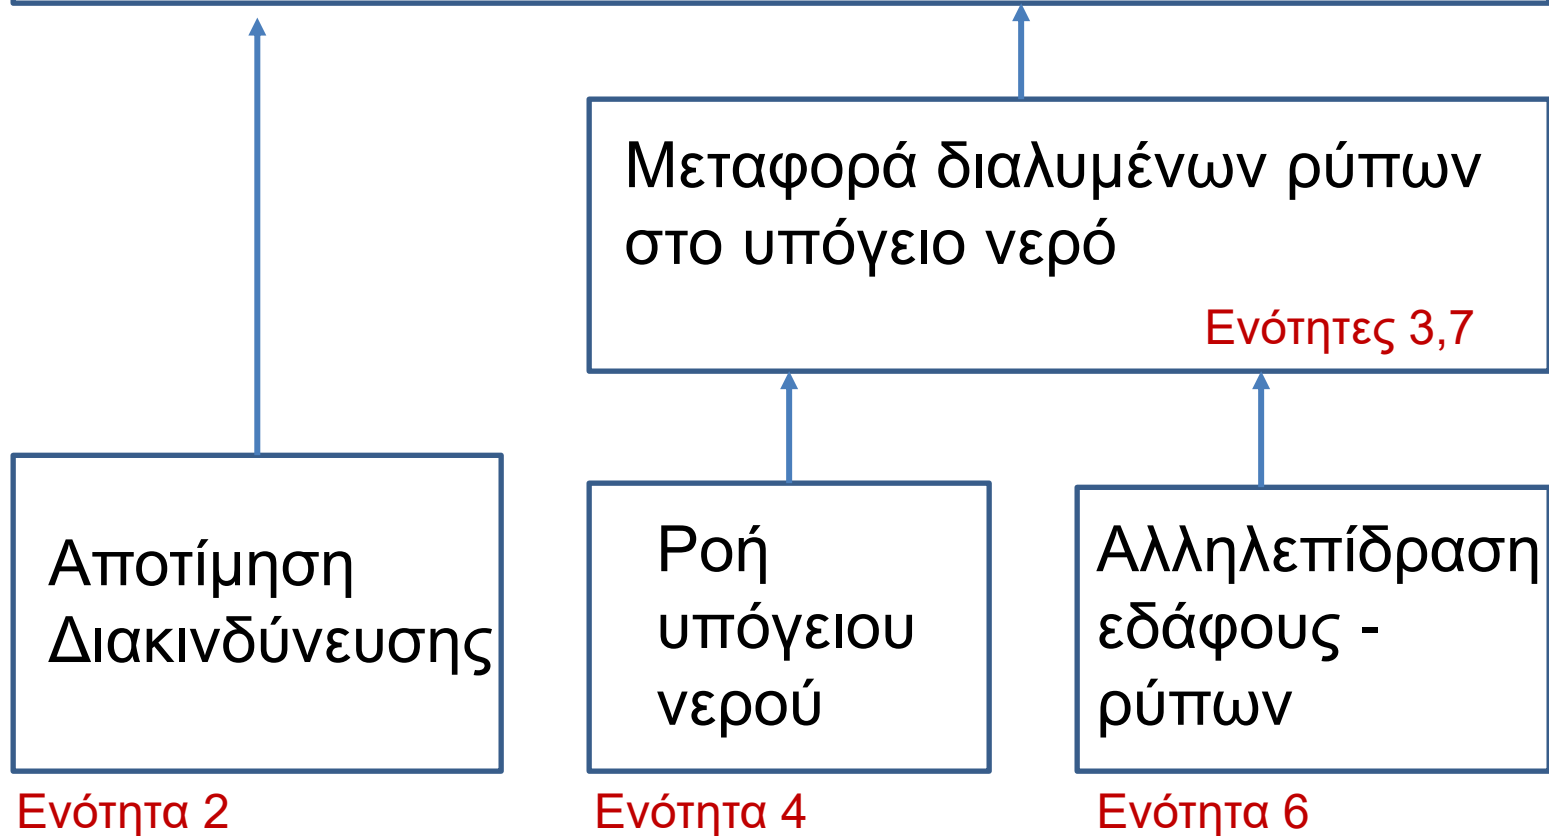 Μεταφορά διαλυμένων ρύπων
στο υπόγειο νερό
Ενότητες 3,7
Αποτίμηση
Διακινδύνευσης
Ροή
υπόγειου
νερού
Αλληλεπίδραση
εδάφους -
ρύπων
Ενότητα 2
Ενότητα 4
Ενότητα 6